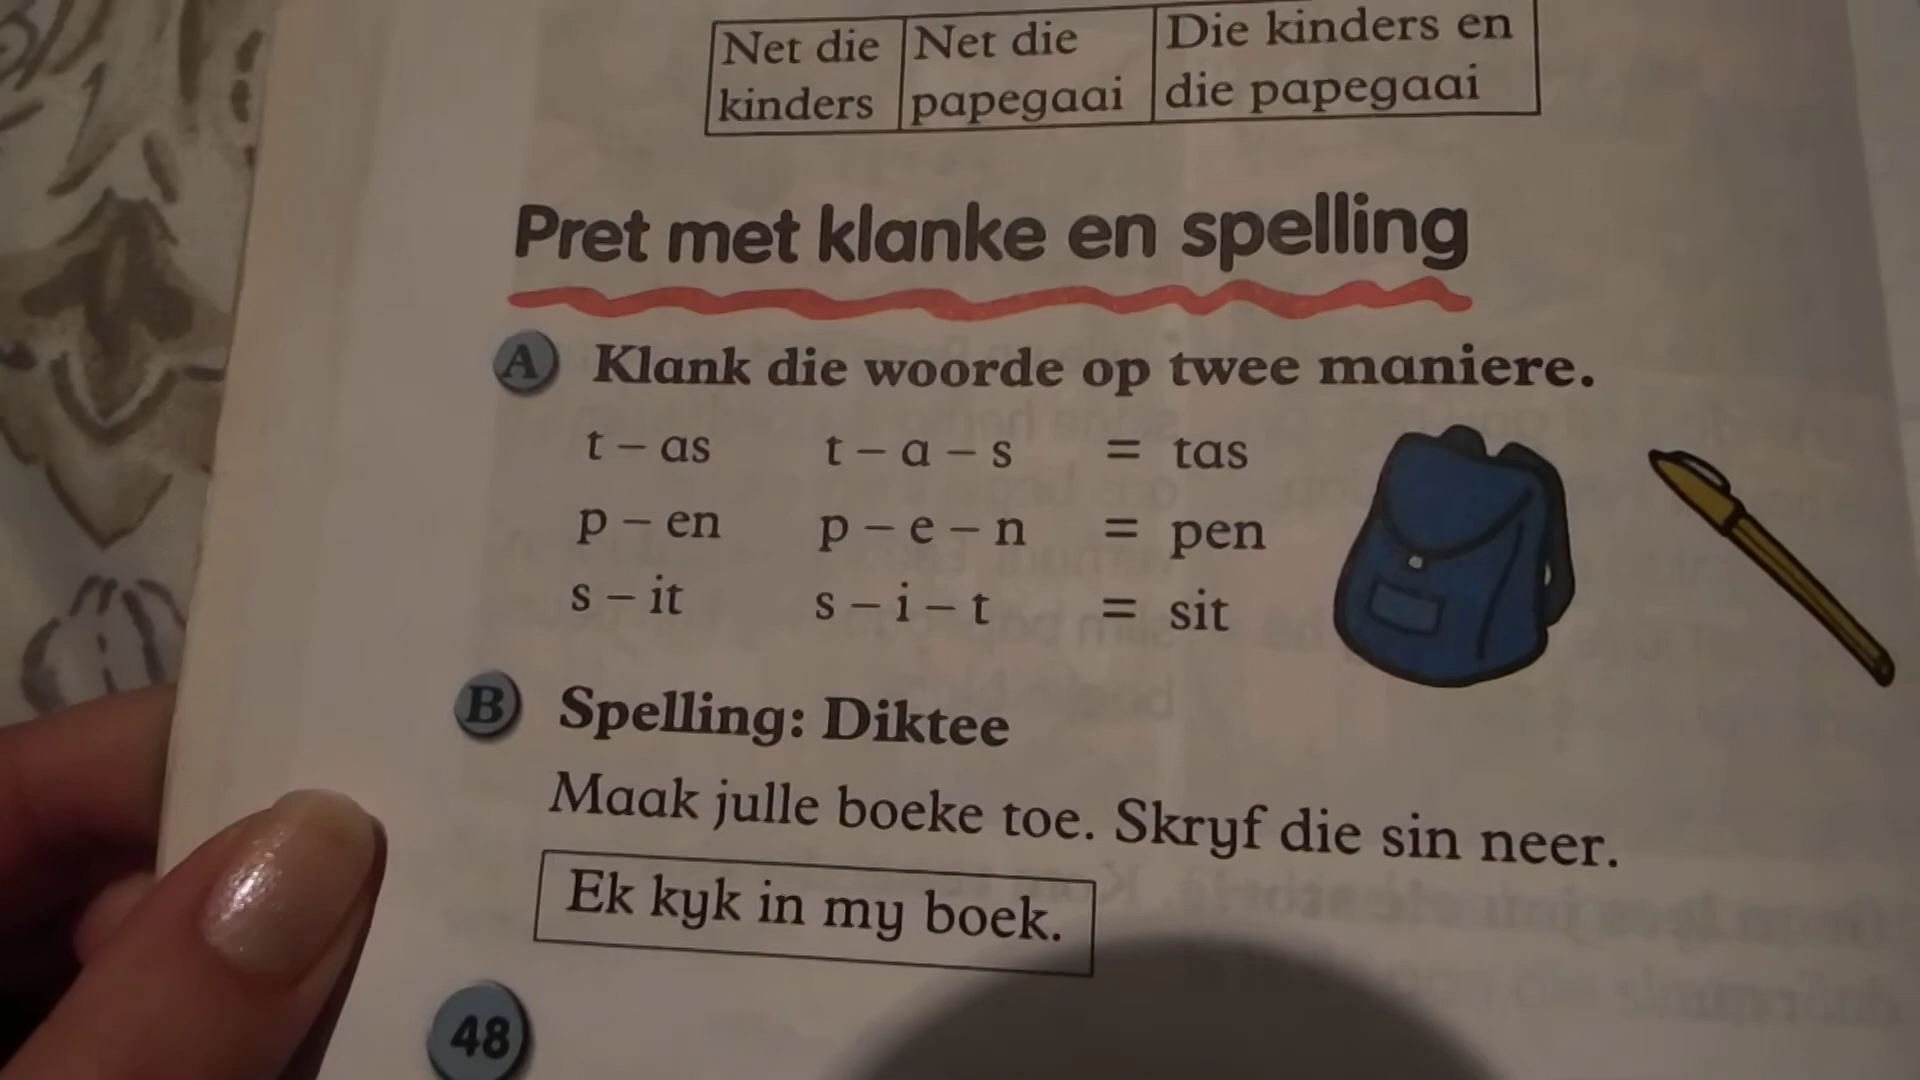 Net die Net die Die kinders en
kinders papegaai die papegaai
Pret met klanke en spelling
A Klank die woorde op twee maniere.
t – as t – a – s = tas
p – en p – e – n = pen
s – it s – i – t = sit
B Spelling: Diktee
Maak julle boeke toe. Skryf die sin neer.
Ek kyk in my boek.
48